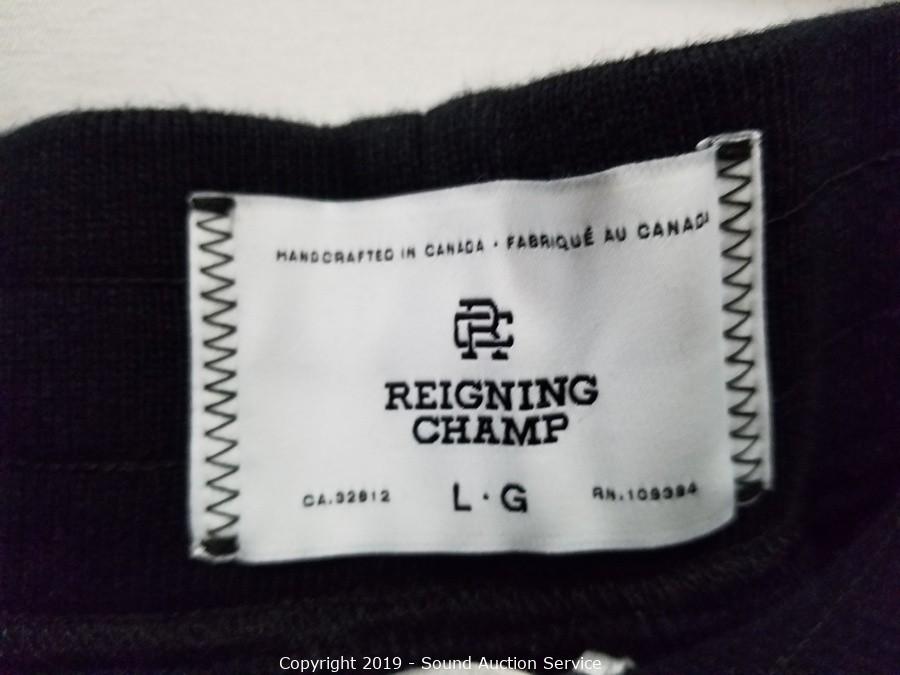 HANDCRAFTED IN CANADA · FABRIQUÉ AU CANADA
RC
REIGNING
CHAMP
CA.32812 L·G RN.109394
Copyright 2019 - Sound Auction Service